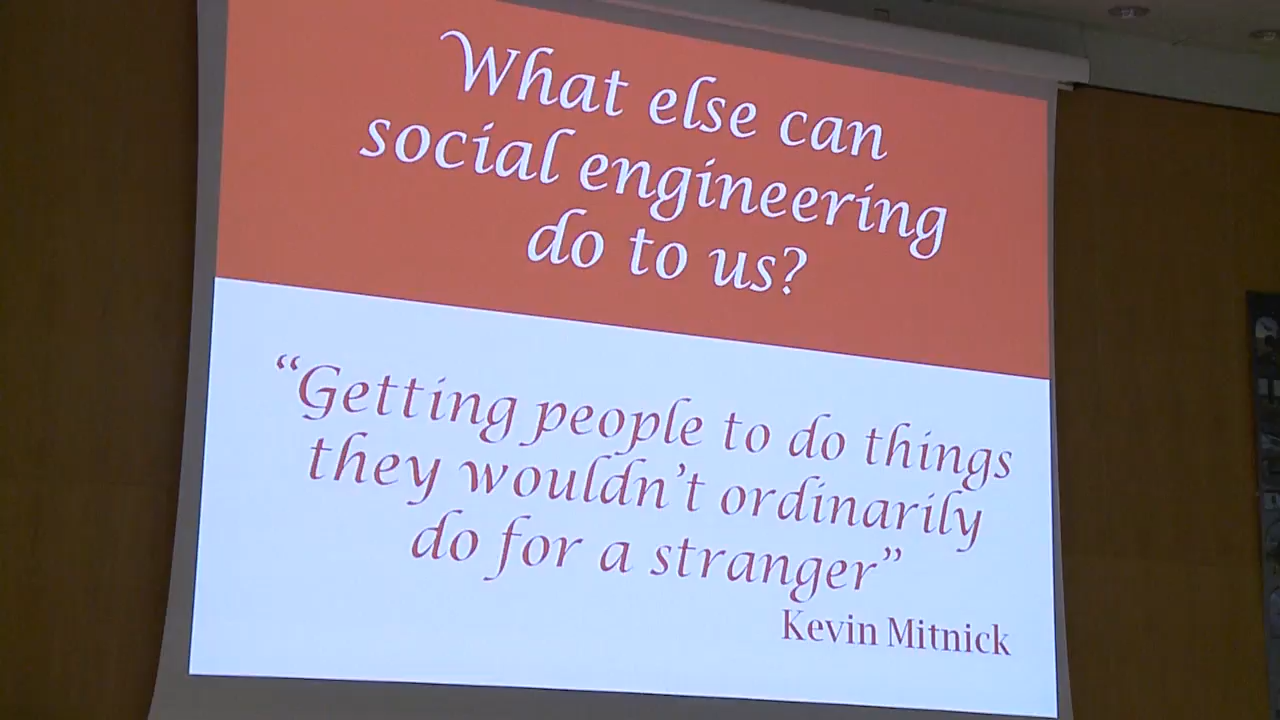 What else can
social engineering
do to us?
“Getting people to do things
they wouldn’t ordinarily
do for a stranger”
Kevin Mitnick